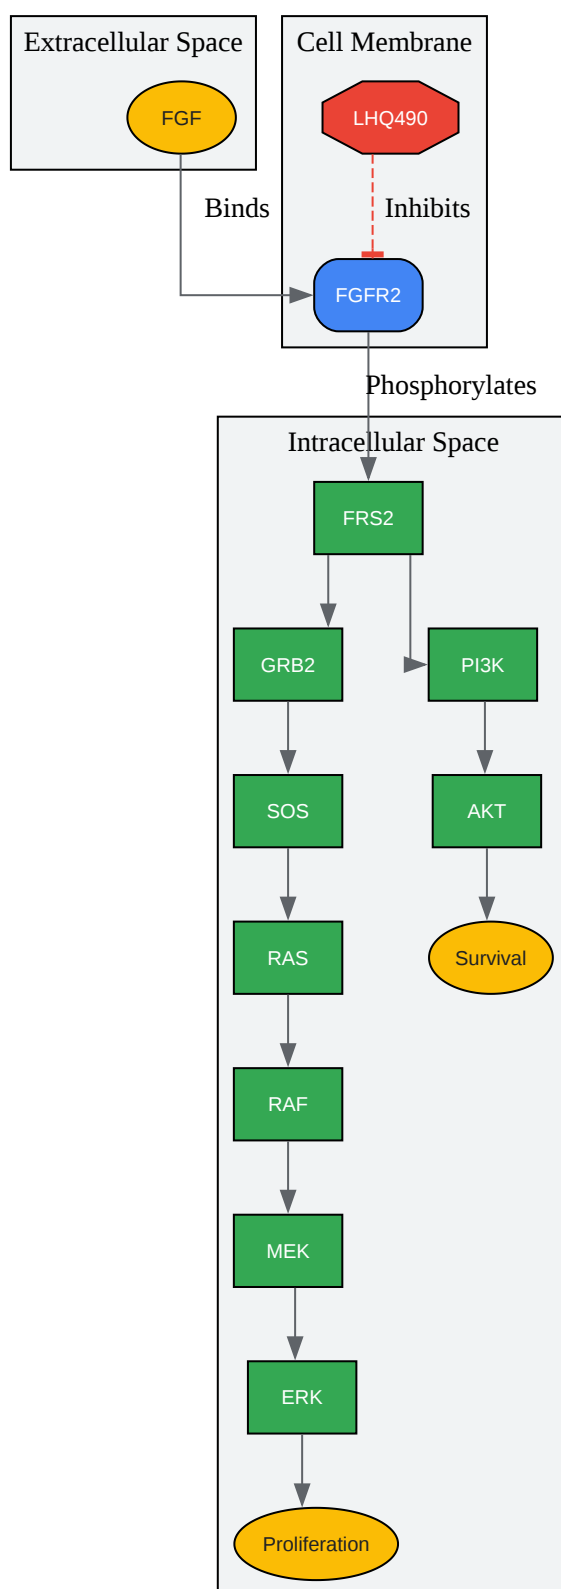 Extracellular Space
Cell Membrane
FGF
LHQ490
Binds
Inhibits
FGFR2
Phosphorylates
Intracellular Space
FRS2
GRB2
PI3K
SOS
AKT
RAS
Survival
RAF
MEK
ERK
Proliferation